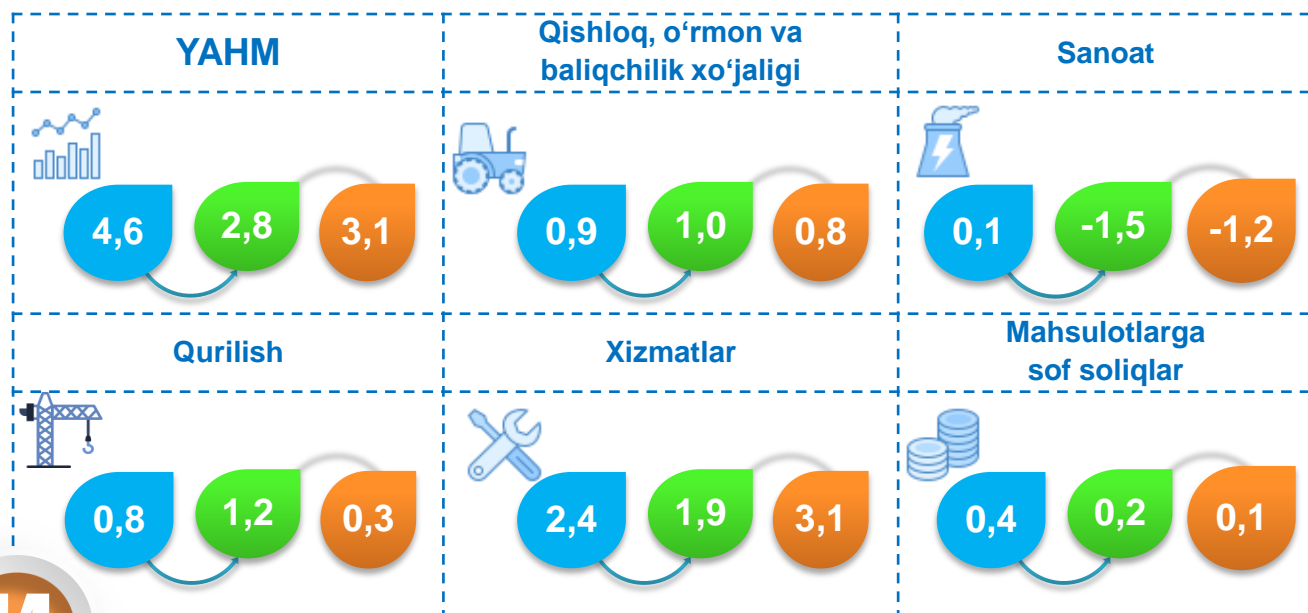 YAHM
Qishloq, o‘rmon va
baliqchilik xo‘jaligi
Sanoat
4,6 2,8 3,1
0,9 1,0 0,8
0,1 -1,5 -1,2
Qurilish
Xizmatlar
Mahsulotlarga
sof soliqlar
0,8 1,2 0,3
2,4 1,9 3,1
0,4 0,2 0,1